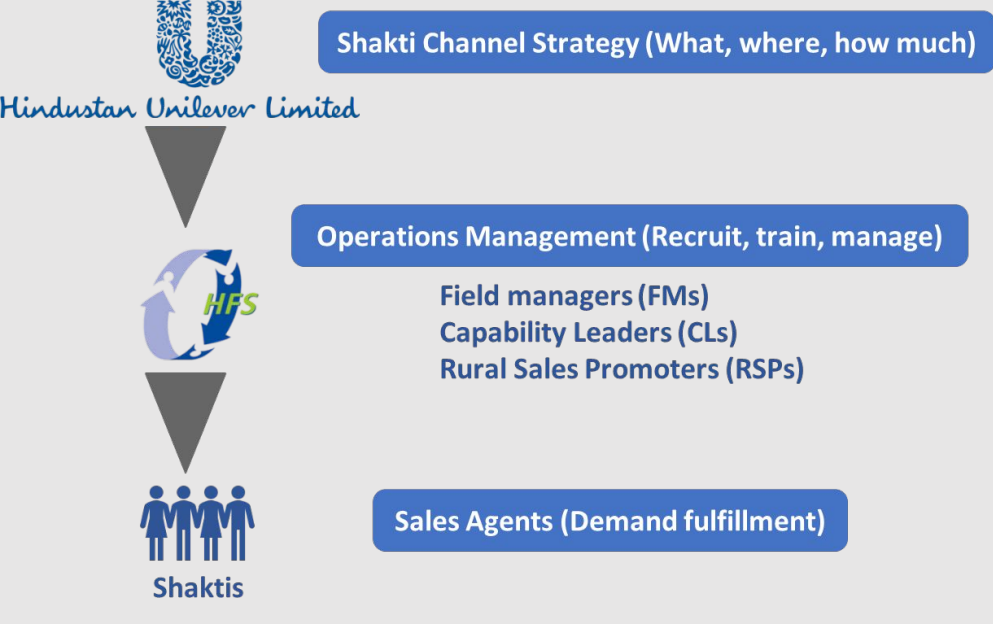 Shakti Channel Strategy (What, where, how much)
Hindustan Unilever Limited
Operations Management (Recruit, train, manage)
HFS
Field managers (FMs)
Capability Leaders (CLs)
Rural Sales Promoters (RSPs)
Sales Agents (Demand fulfillment)
Shaktis